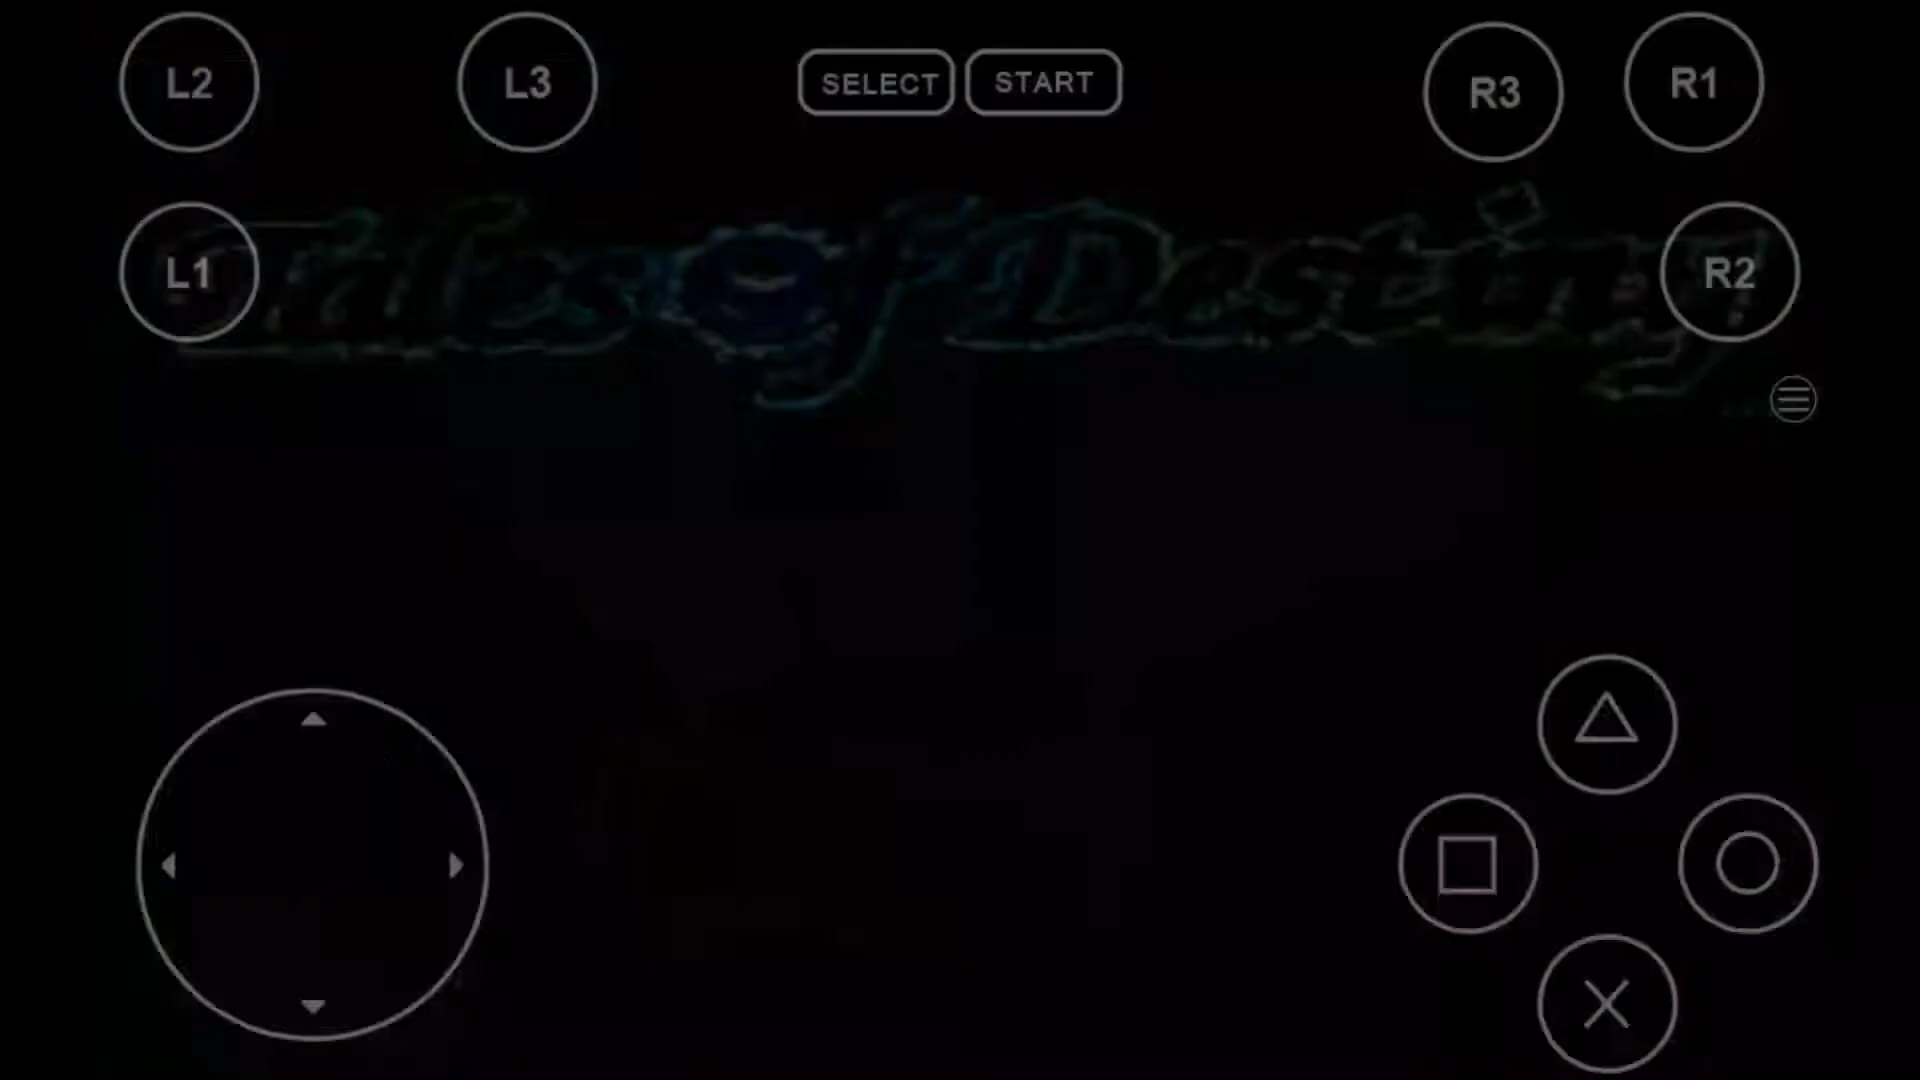 L2
L3
SELECT
START
R3
R1
L1
Tales of Destiny
R2